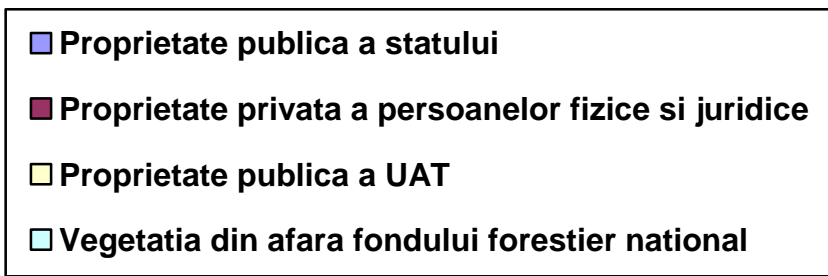 Proprietate publica a statului
Proprietate privata a persoanelor fizice si juridice
Proprietate publica a UAT
Vegetatia din afara fondului forestier national